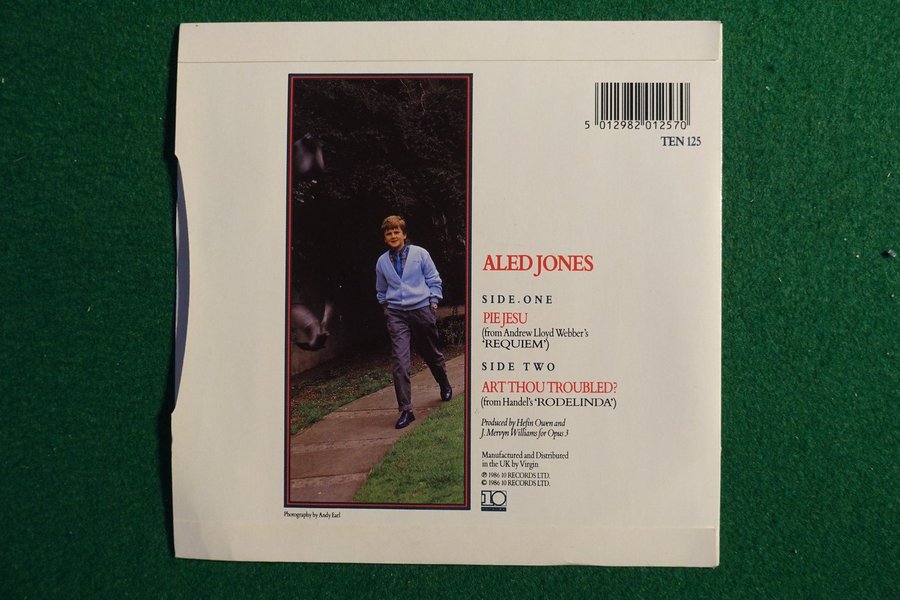 5 012982 012570
TEN 125
ALED JONES
SIDE.ONE
PIE JESU
(from Andrew Lloyd Webber's
'REQUIEM')
SIDE TWO
ART THOU TROUBLED?
(from Handel's 'RODELINDA')
Produced by Hefin Owen and
J. Mervyn Williams for Opus 3
Manufactured and Distributed
in the UK by Virgin
℗ 1986 10 RECORDS LTD.
© 1986 10 RECORDS LTD.
10
Photography by Andy Earl